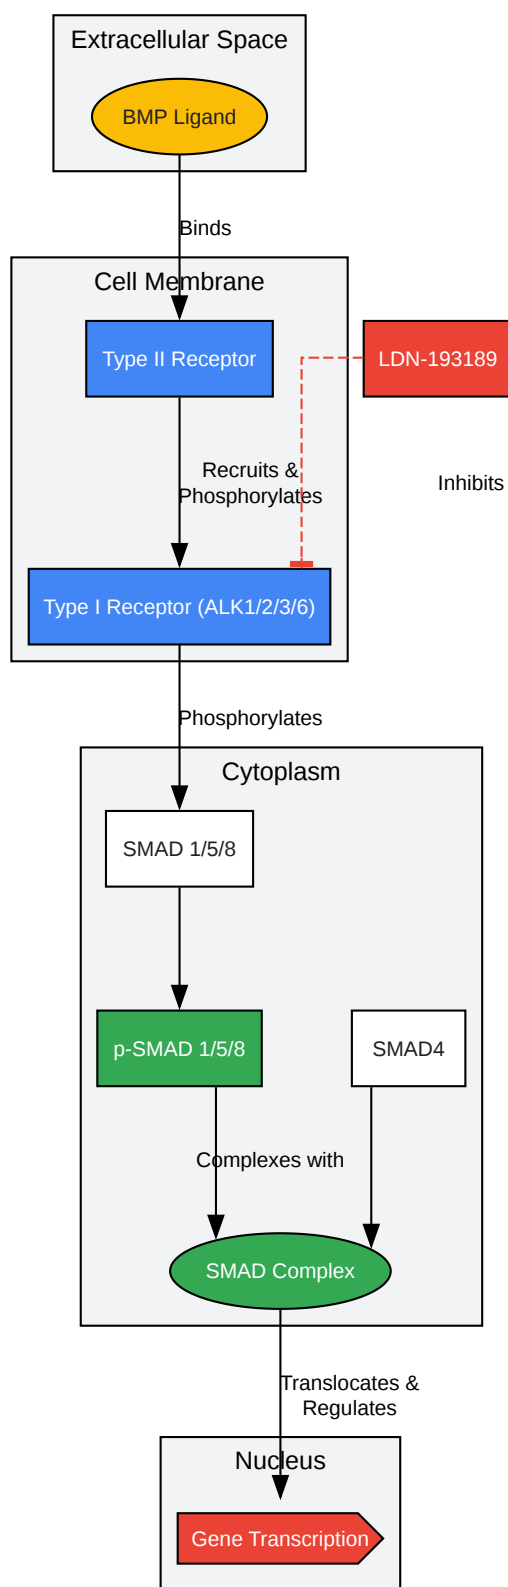 Extracellular Space
BMP Ligand
Binds
Cell Membrane
Type II Receptor
LDN-193189
Recruits &
Phosphorylates
Inhibits
Type I Receptor (ALK1/2/3/6)
Phosphorylates
Cytoplasm
SMAD 1/5/8
p-SMAD 1/5/8
SMAD4
Complexes with
SMAD Complex
Translocates &
Regulates
Nucleus
Gene Transcription